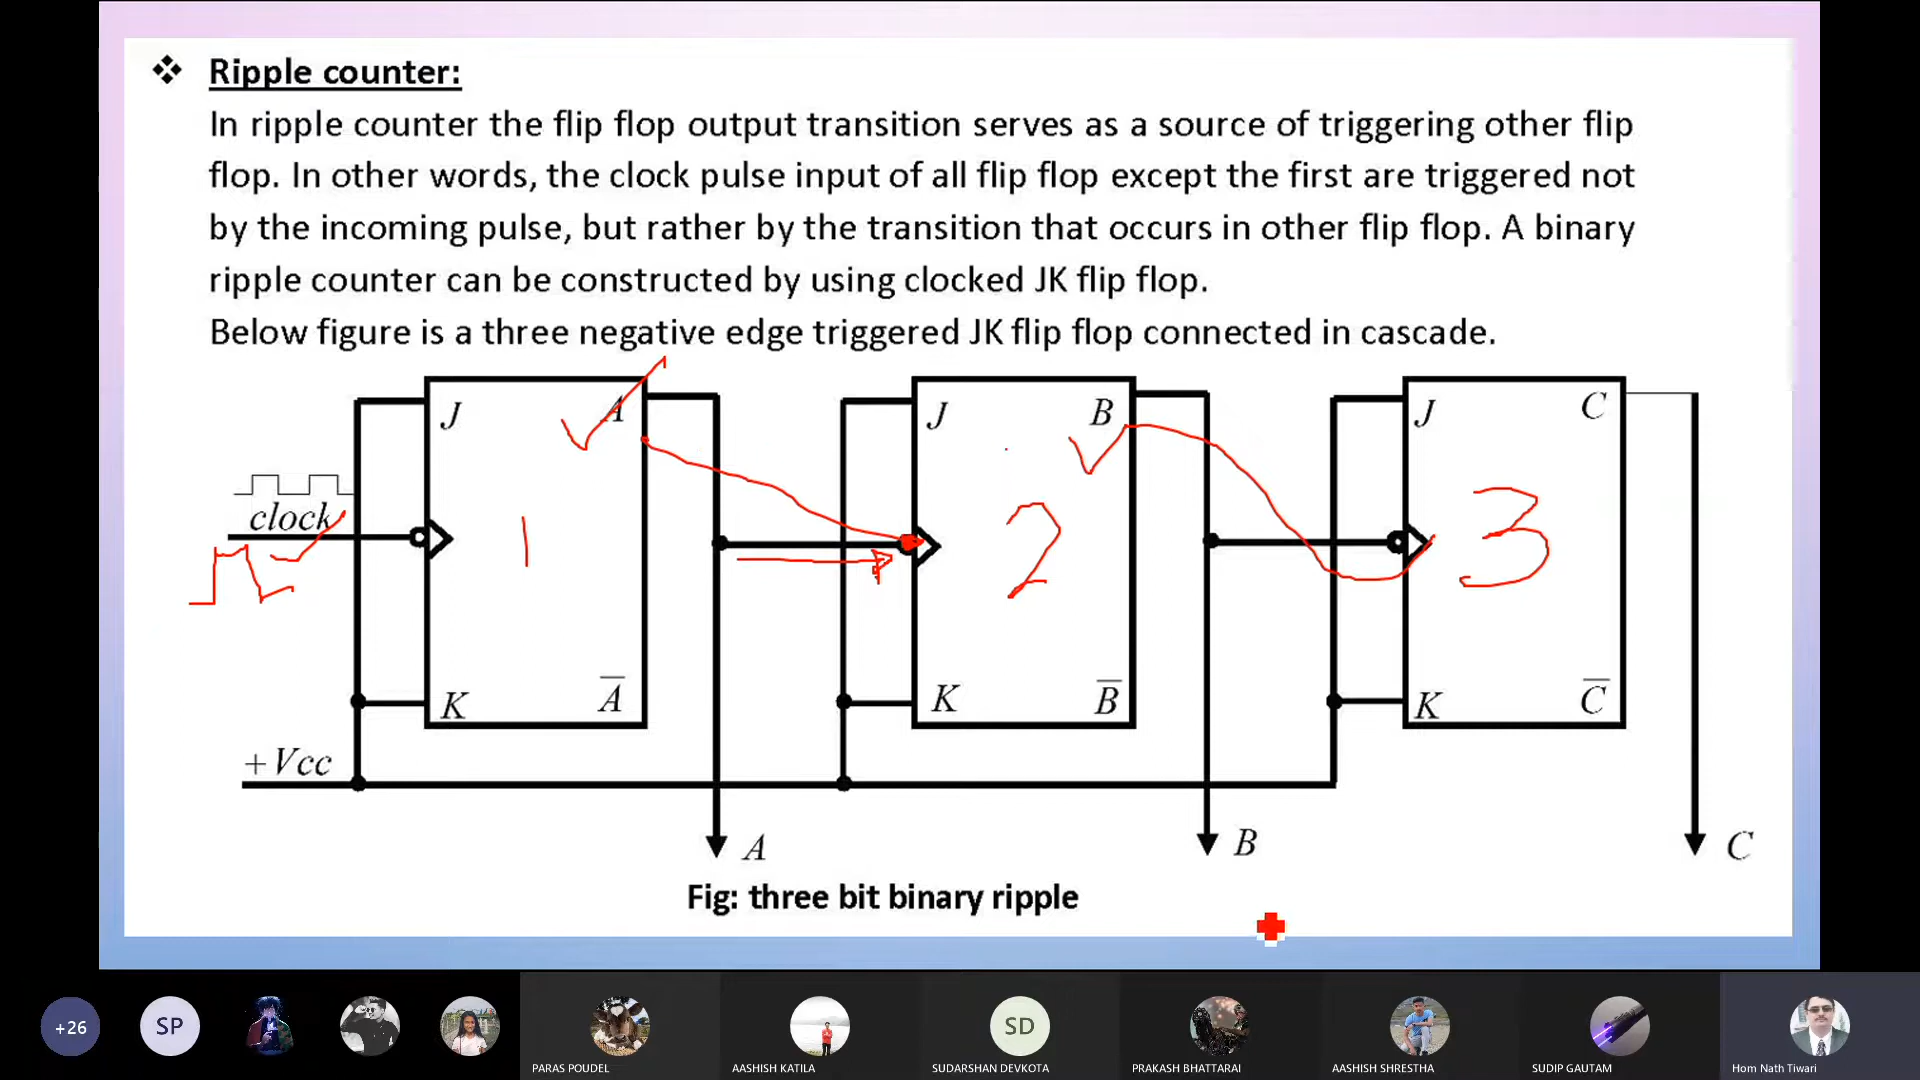 ❖ Ripple counter:
In ripple counter the flip flop output transition serves as a source of triggering other flip
flop. In other words, the clock pulse input of all flip flop except the first are triggered not
by the incoming pulse, but rather by the transition that occurs in other flip flop. A binary
ripple counter can be constructed by using clocked JK flip flop.
Below figure is a three negative edge triggered JK flip flop connected in cascade.
J A J B J C
clock
1 2 3
K A̅ K B̅ K C̅
+Vcc
A B C
Fig: three bit binary ripple
+26 SP SD
PARAS POUDEL AASHISH KATILA SUDARSHAN DEVKOTA PRAKASH BHATTARAI AASHISH SHRESTHA SUDIP GAUTAM Hom Nath Tiwari